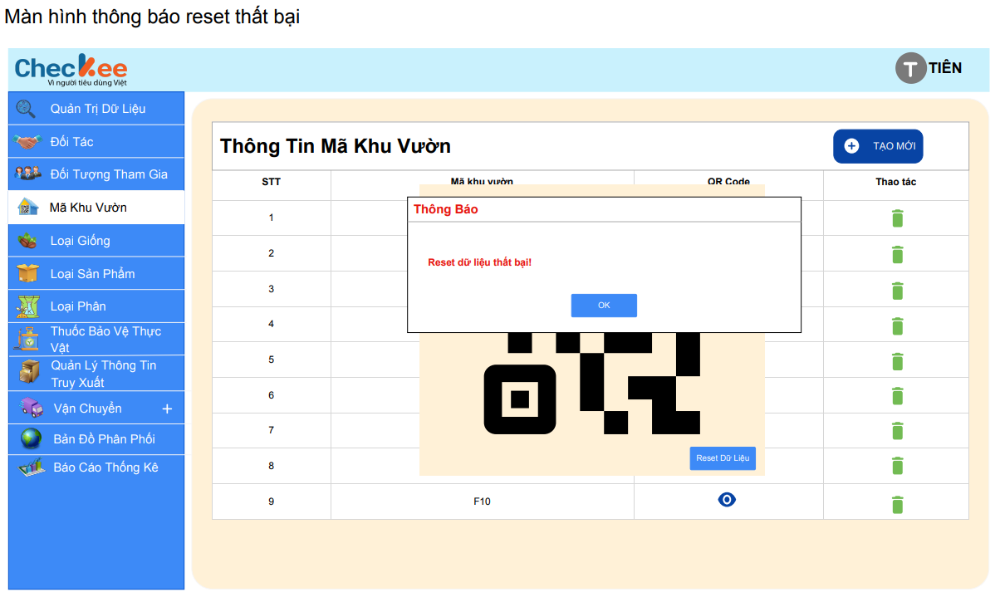 Màn hình thông báo reset thất bại
Checkee
Vì người tiêu dùng Việt
T TIÊN
Quản Trị Dữ Liệu
Đối Tác
Đối Tượng Tham Gia
Mã Khu Vườn
Loại Giống
Loại Sản Phẩm
Loại Phân
Thuốc Bảo Vệ Thực
Vật
Quản Lý Thông Tin
Truy Xuất
Vận Chuyển +
Bản Đồ Phân Phối
Báo Cáo Thống Kê
Thông Tin Mã Khu Vườn
TẠO MỚI
STT Mã khu vườn QR Code Thao tác
1
2
3
4
5
6
7
8
9 F10
Thông Báo
Reset dữ liệu thất bại!
OK
Reset Dữ Liệu